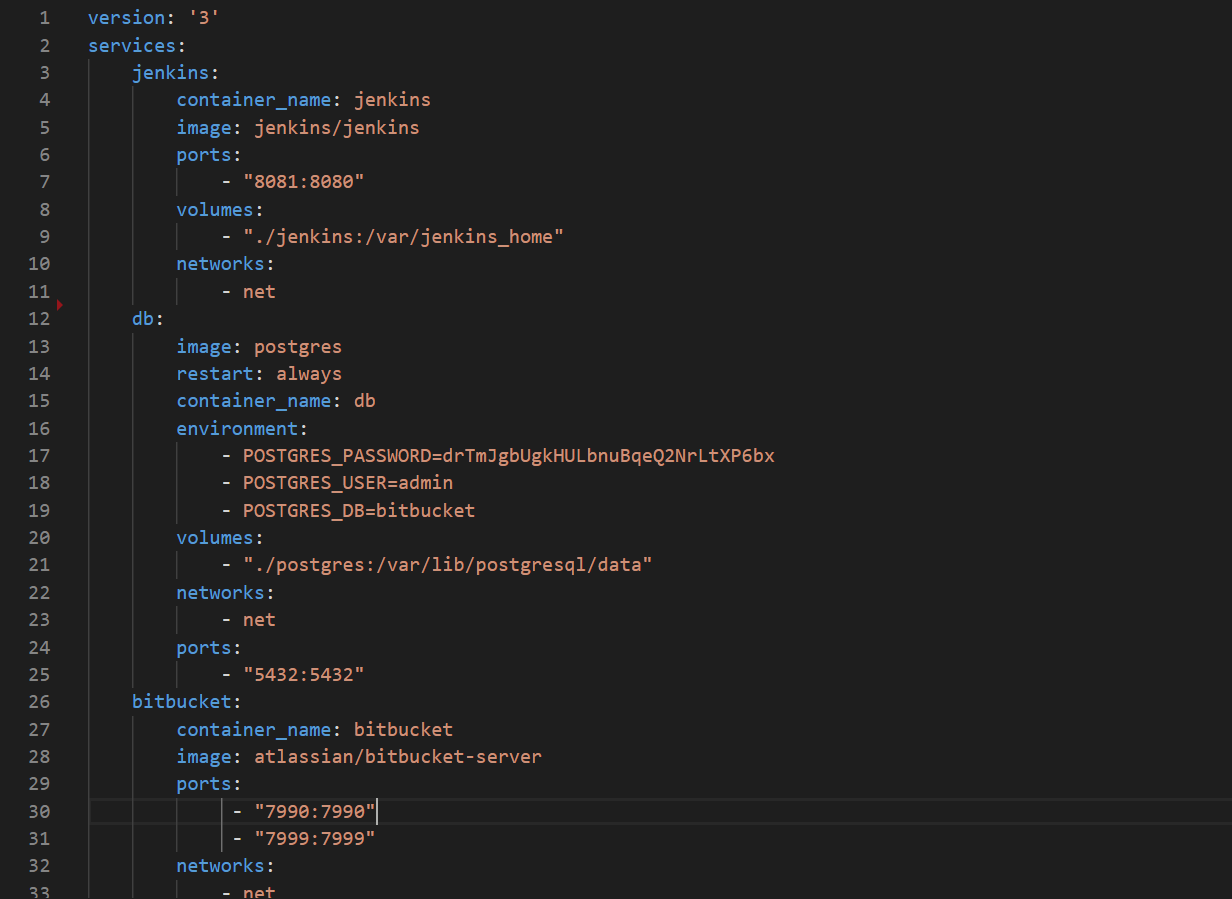 1 version: '3'
2 services:
3     jenkins:
4         container_name: jenkins
5         image: jenkins/jenkins
6         ports:
7             - "8081:8080"
8         volumes:
9             - "./jenkins:/var/jenkins_home"
10         networks:
11             - net
12     db:
13         image: postgres
14         restart: always
15         container_name: db
16         environment:
17             - POSTGRES_PASSWORD=drTmJgbUgkHULbnuBqeQ2NrLtXP6bx
18             - POSTGRES_USER=admin
19             - POSTGRES_DB=bitbucket
20         volumes:
21             - "./postgres:/var/lib/postgresql/data"
22         networks:
23             - net
24         ports:
25             - "5432:5432"
26     bitbucket:
27         container_name: bitbucket
28         image: atlassian/bitbucket-server
29         ports:
30              - "7990:7990"
31              - "7999:7999"
32         networks:
33             - net